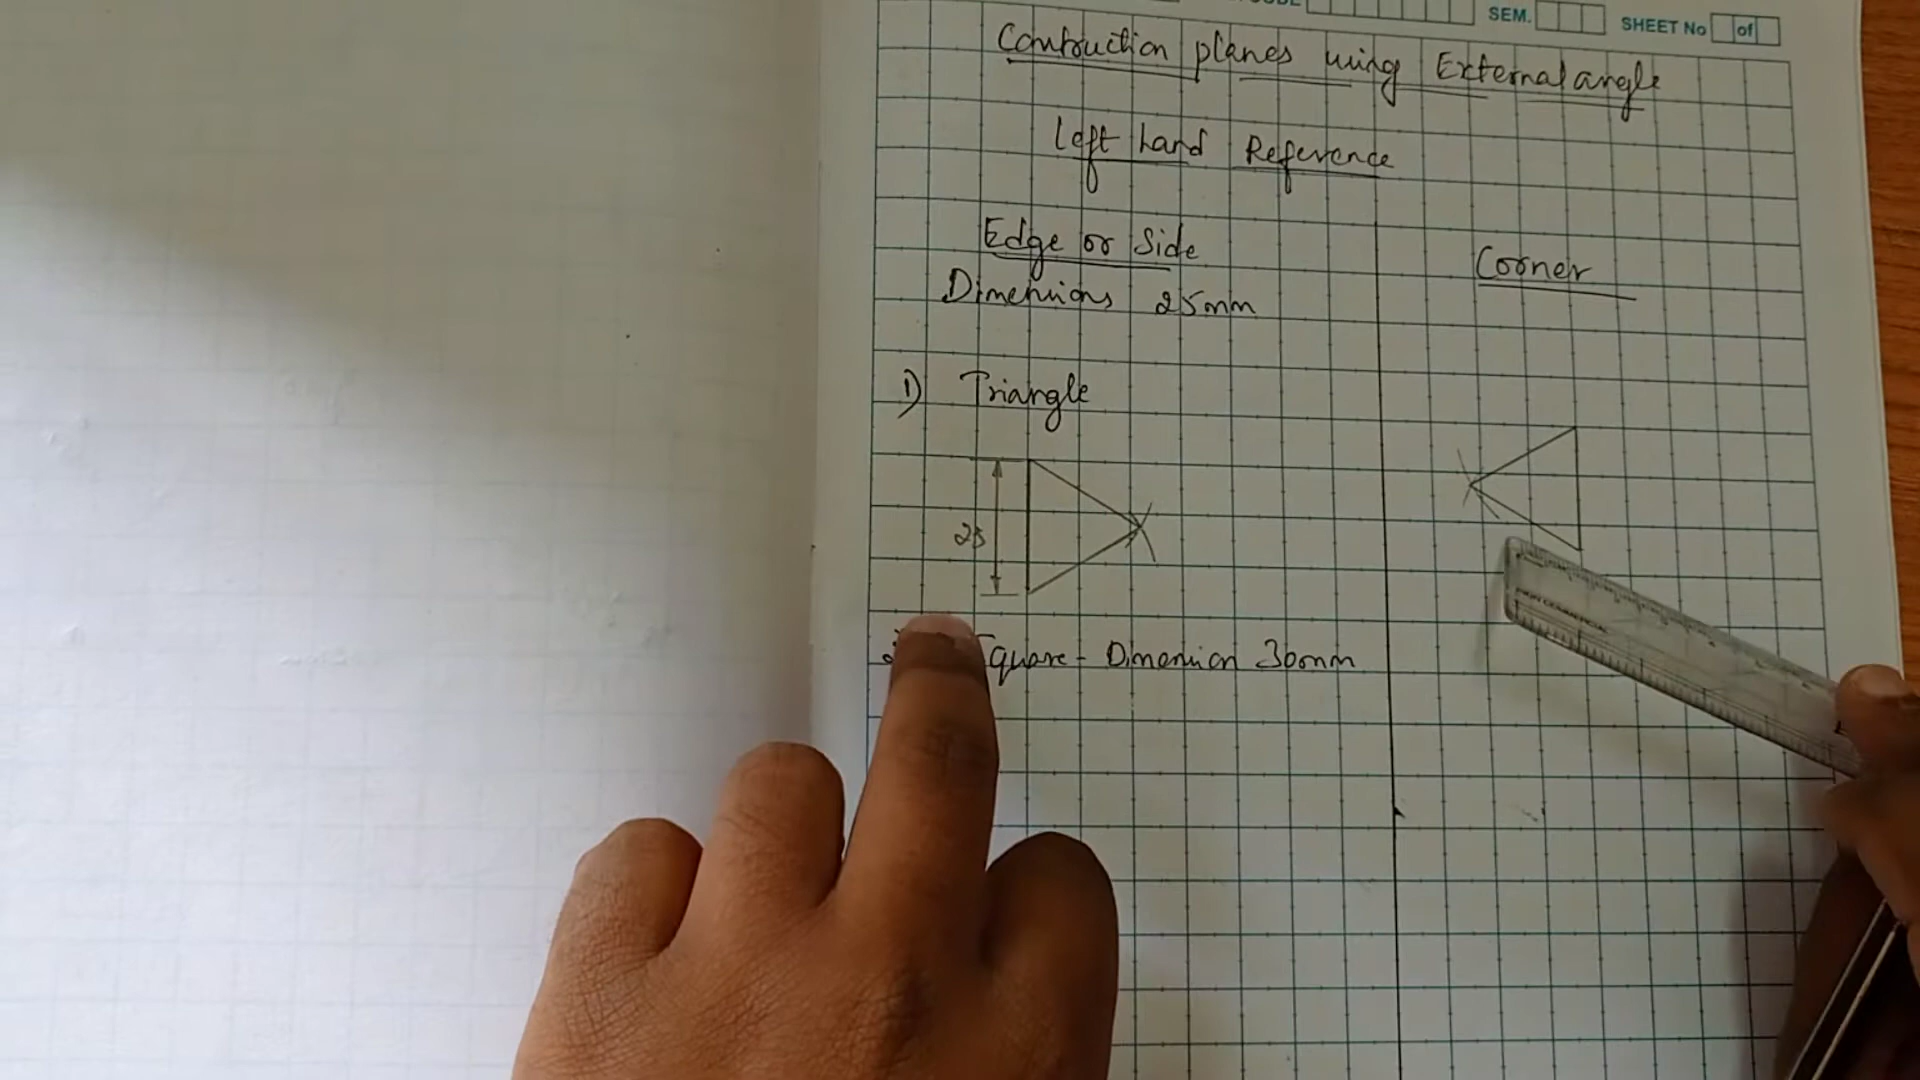 SEM. SHEET No of
Contruction planes using External angle
Left hand Reference
Edge or Side
Corner
Dimensions 25mm
1) Triangle
25
Square - Dimension 30mm